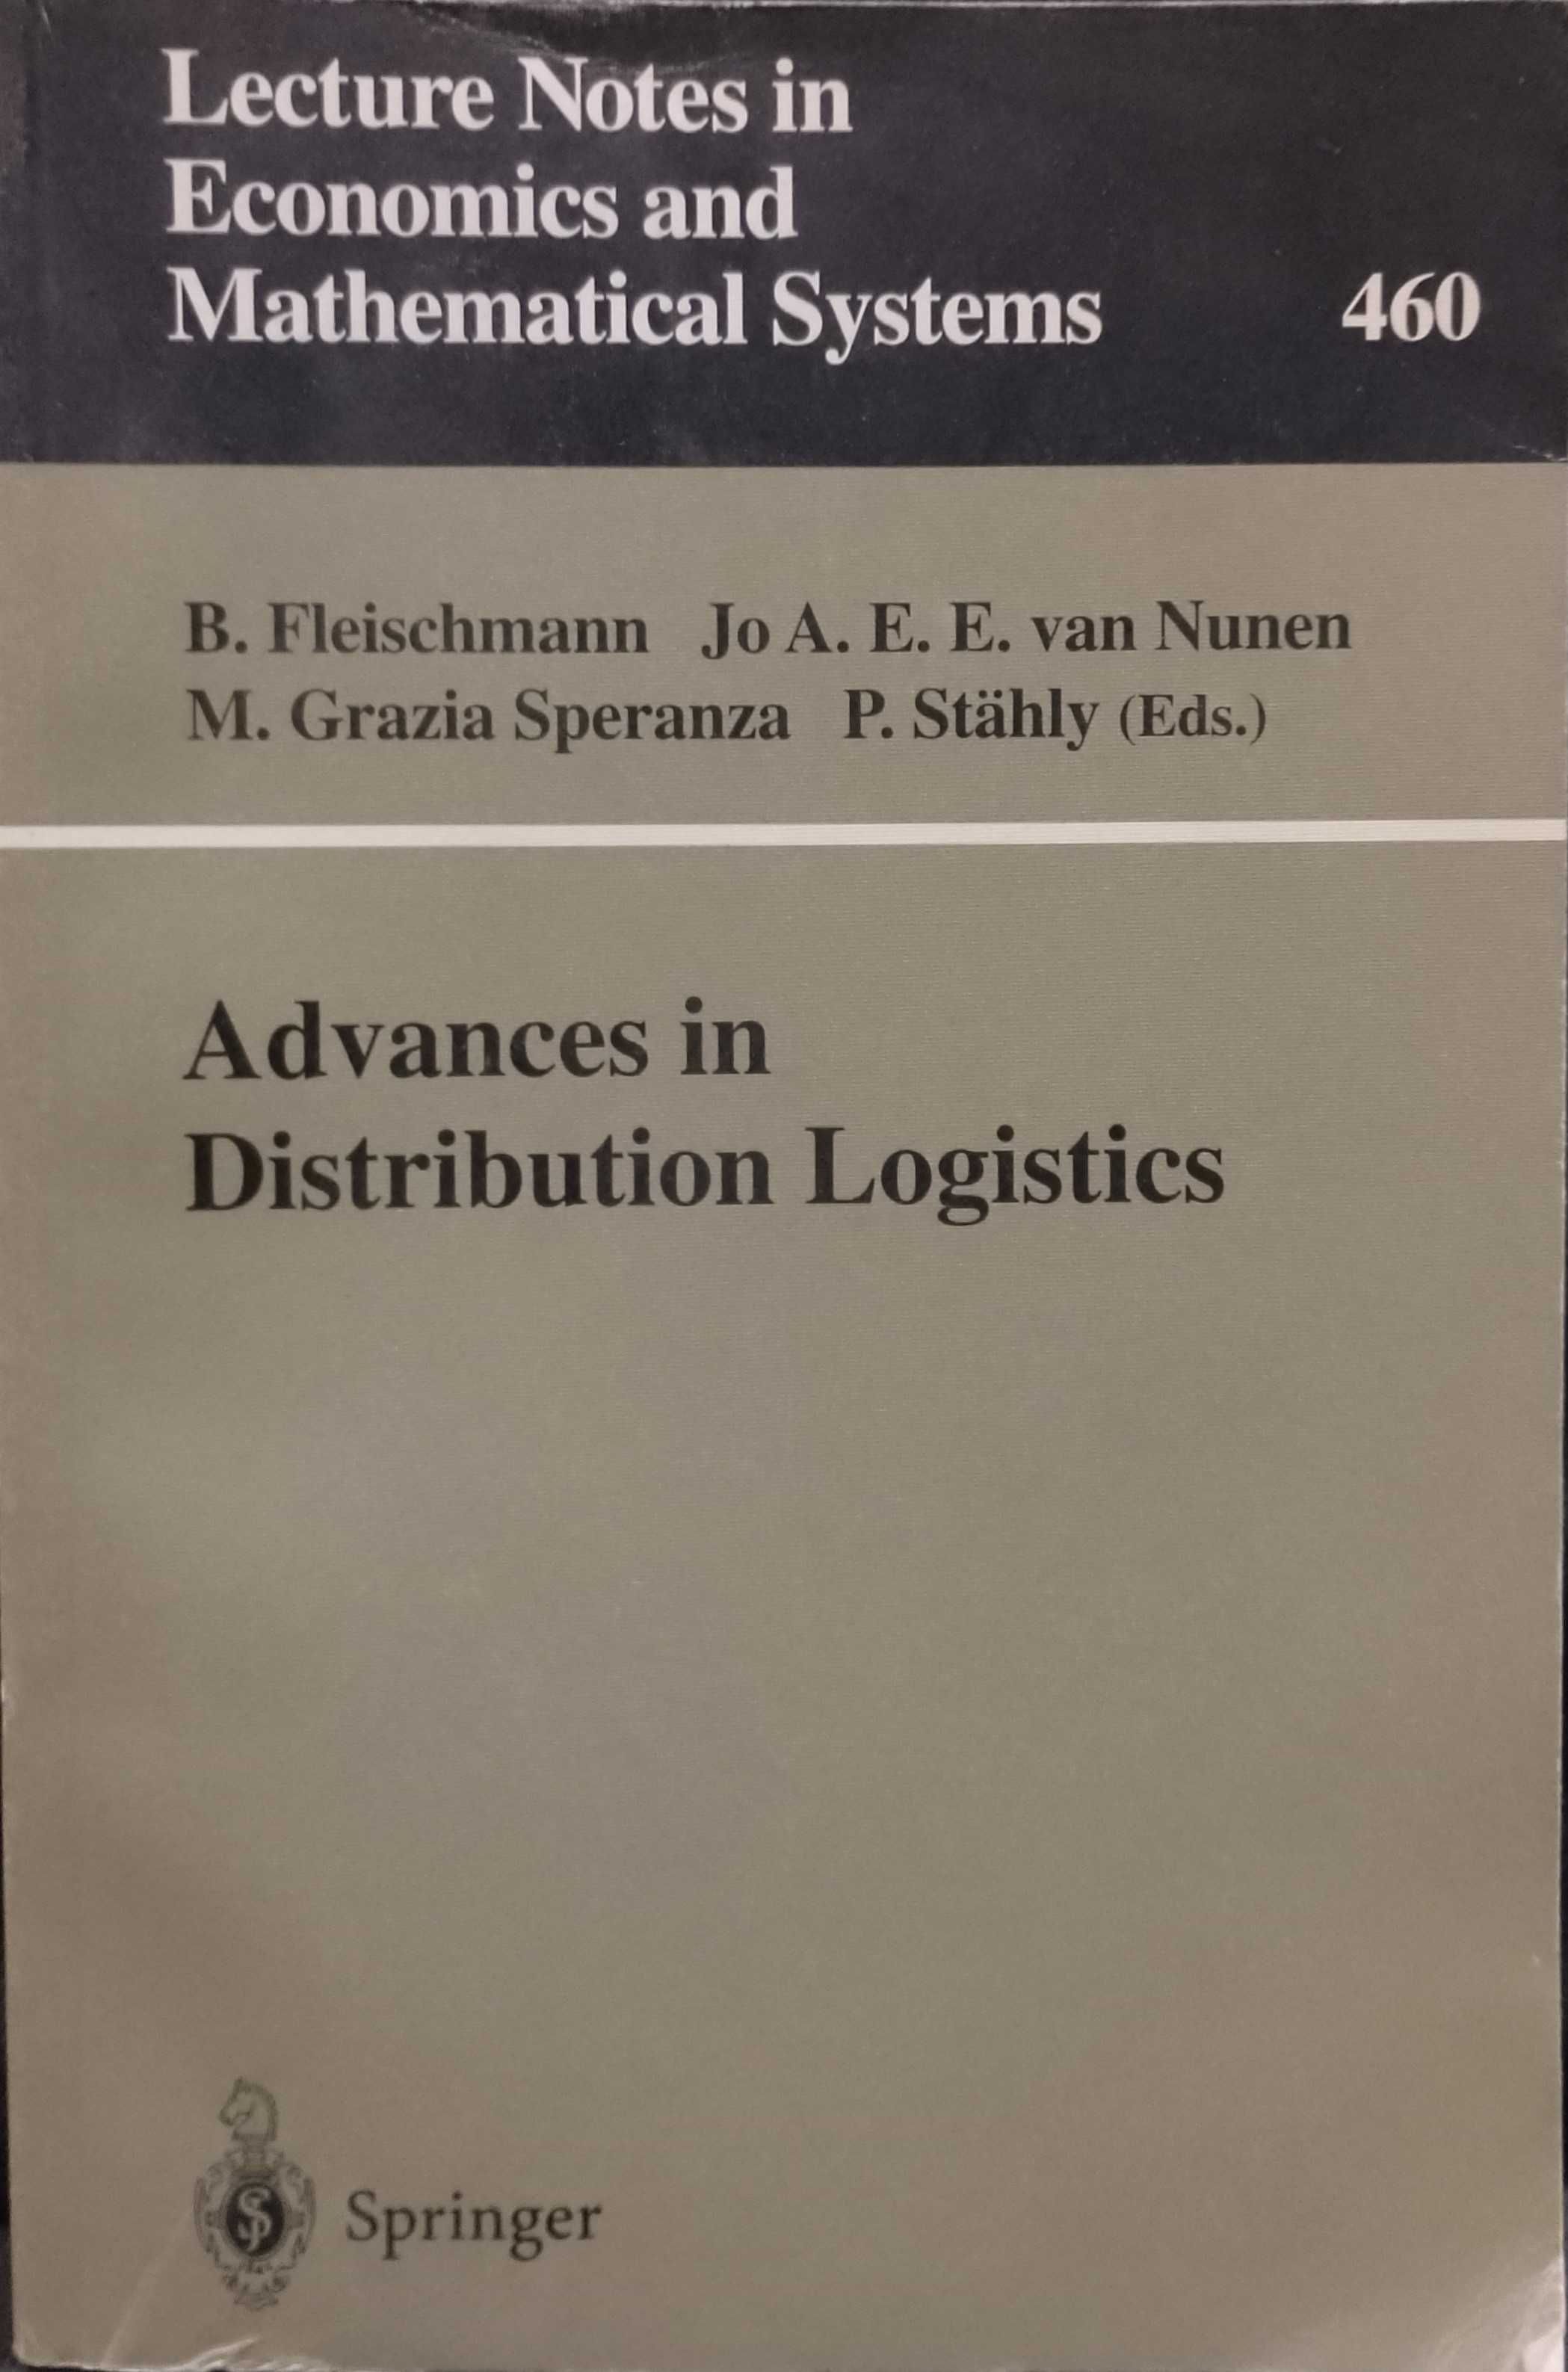 Lecture Notes in
Economics and
Mathematical Systems 460
B. Fleischmann Jo A. E. E. van Nunen
M. Grazia Speranza P. Stähly (Eds.)
Advances in
Distribution Logistics
Springer